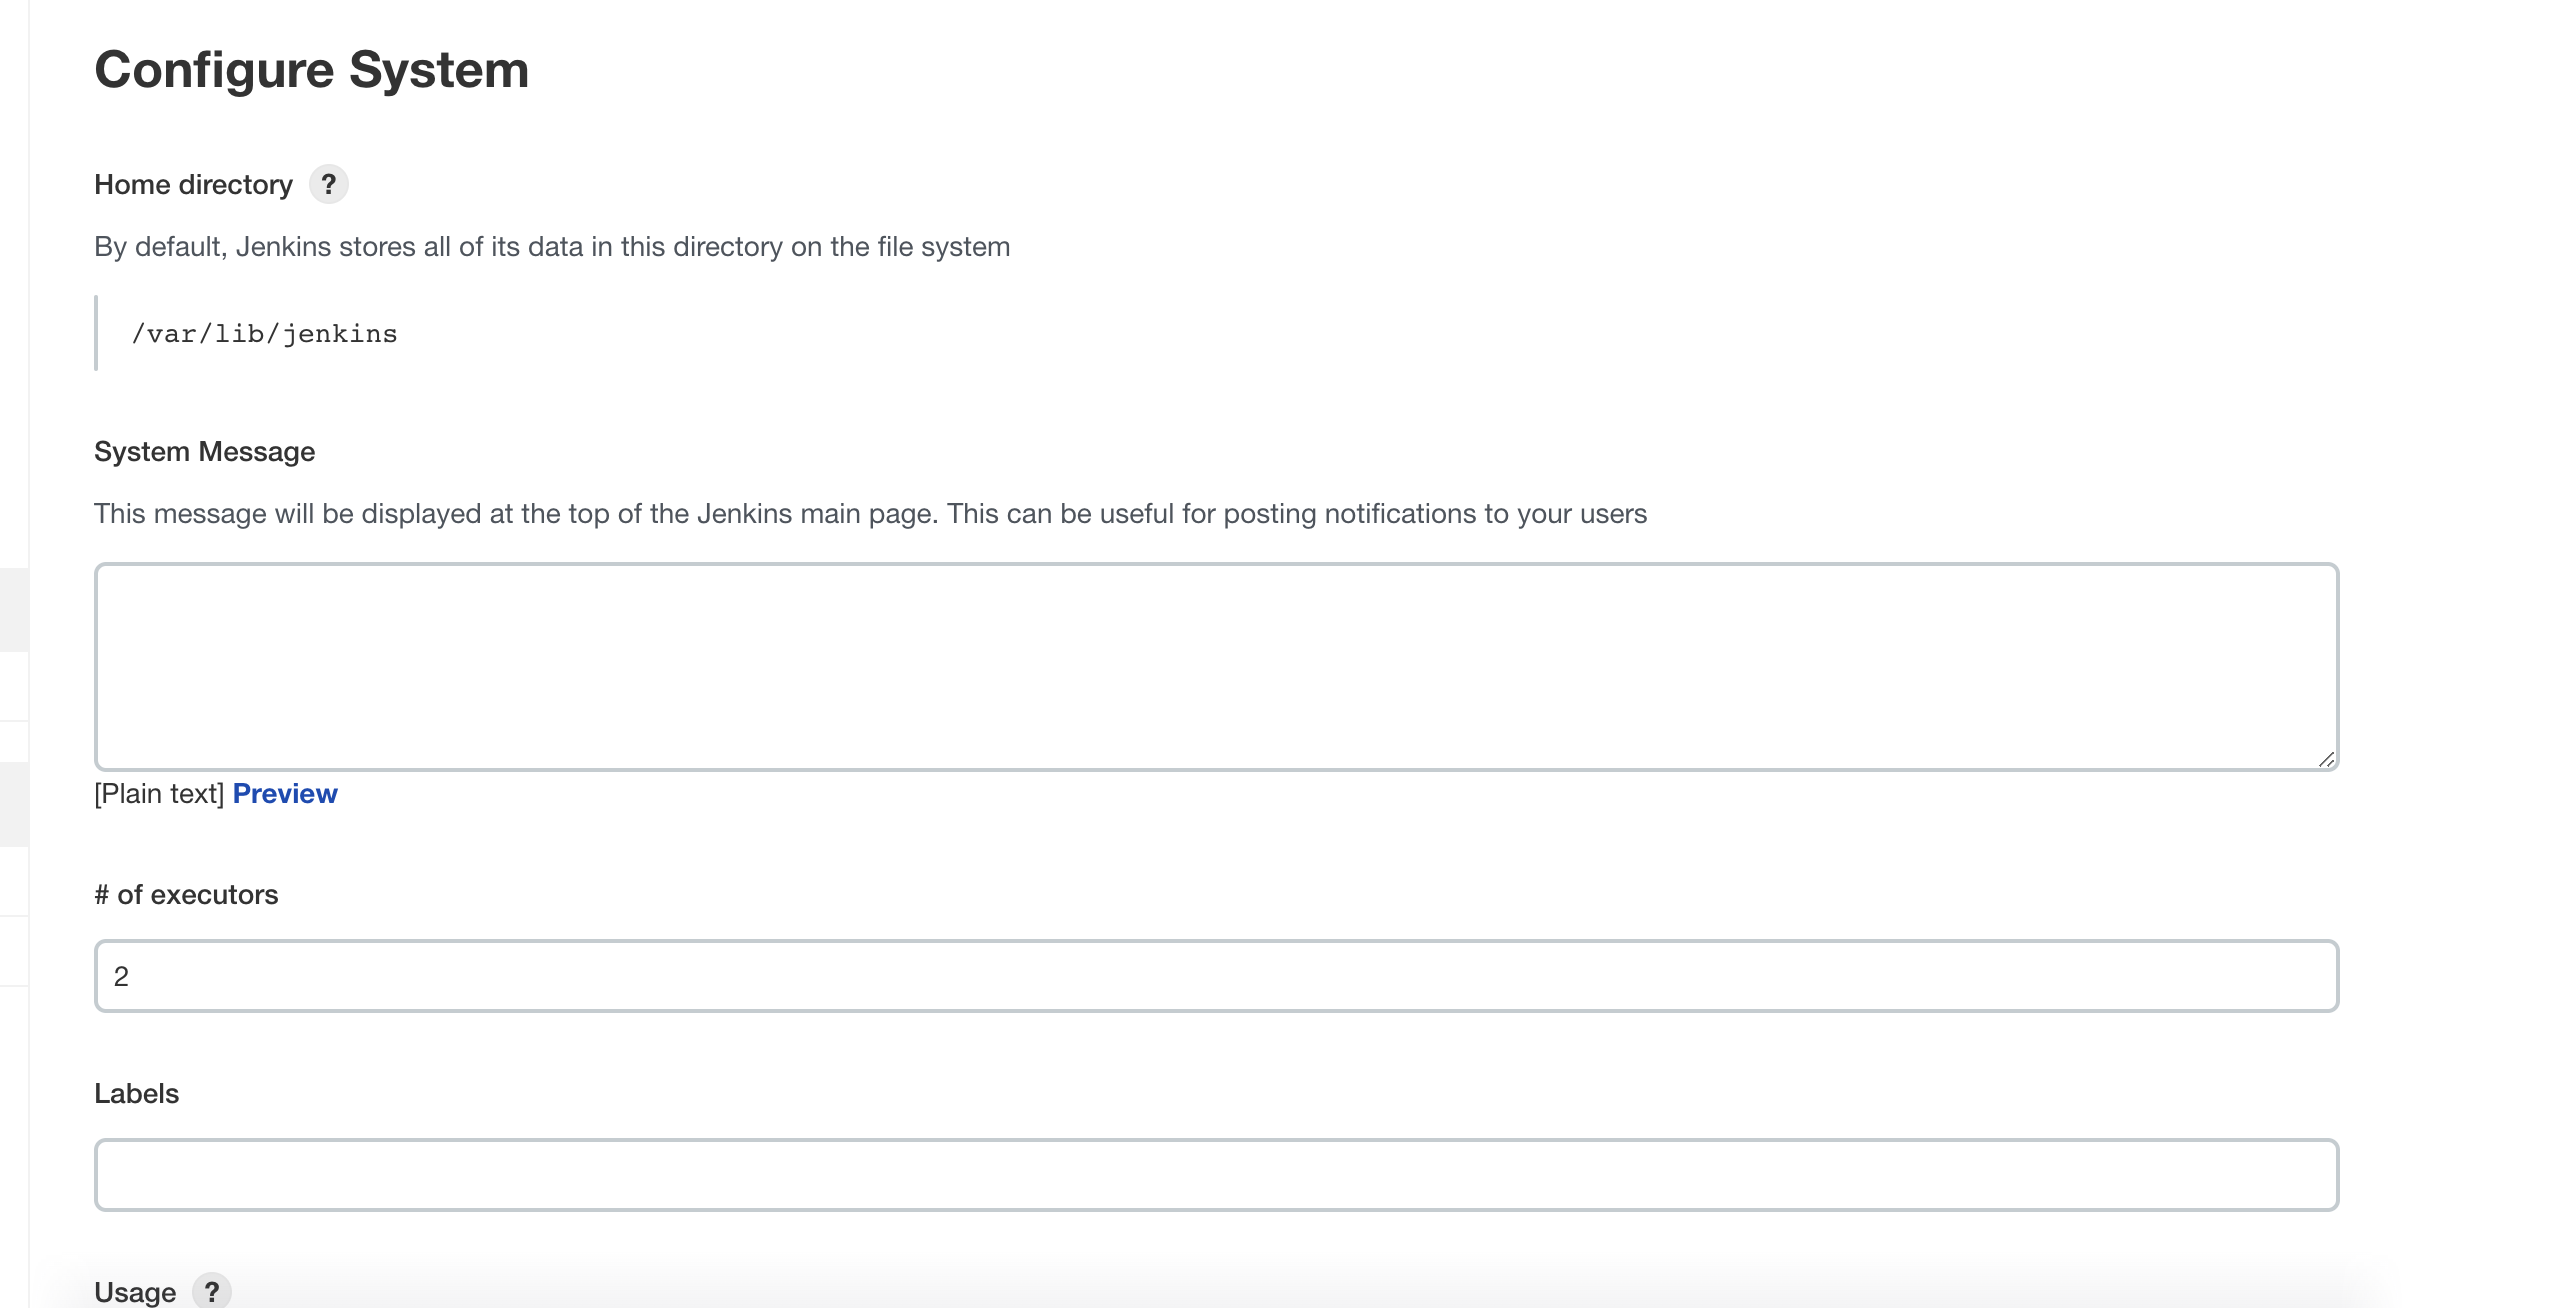 Configure System
Home directory ?
By default, Jenkins stores all of its data in this directory on the file system
/var/lib/jenkins
System Message
This message will be displayed at the top of the Jenkins main page. This can be useful for posting notifications to your users
[Plain text] Preview
# of executors
2
Labels
Usage ?